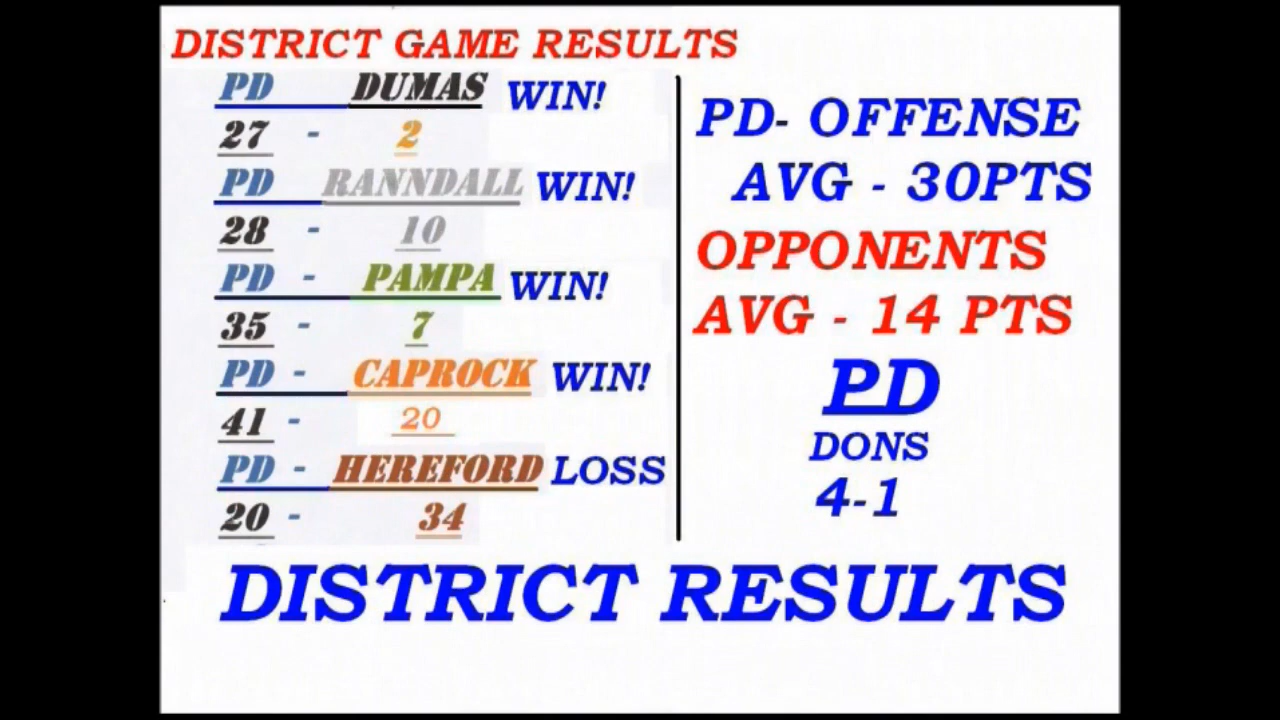 DISTRICT GAME RESULTS
PD DUMAS WIN!
27 - 2
PD RANNDALL WIN!
28 - 10
PD - PAMPA WIN!
35 - 7
PD - CAPROCK WIN!
41 - 20
PD - HEREFORD LOSS
20 - 34
PD- OFFENSE
AVG - 30PTS
OPPONENTS
AVG - 14 PTS
PD
DONS
4-1
DISTRICT RESULTS